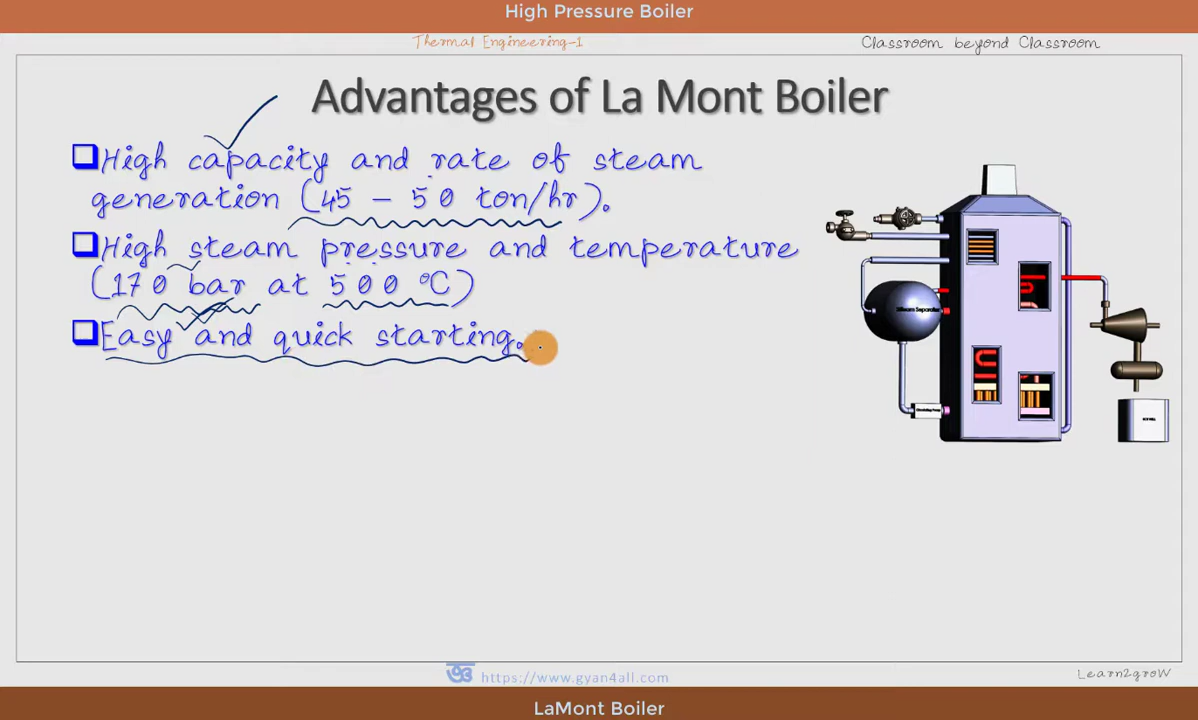 High Pressure Boiler
Thermal Engineering-1
Classroom beyond Classroom
Advantages of La Mont Boiler
High capacity and rate of steam
generation (45 - 50 ton/hr).
High steam pressure and temperature
(170 bar at 500 °C)
Easy and quick starting.
Steam Separator
https://www.gyan4all.com
Learn2groW
LaMont Boiler